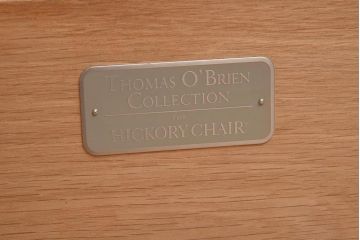 THOMAS O'BRIEN
COLLECTION
FOR
HICKORY CHAIR